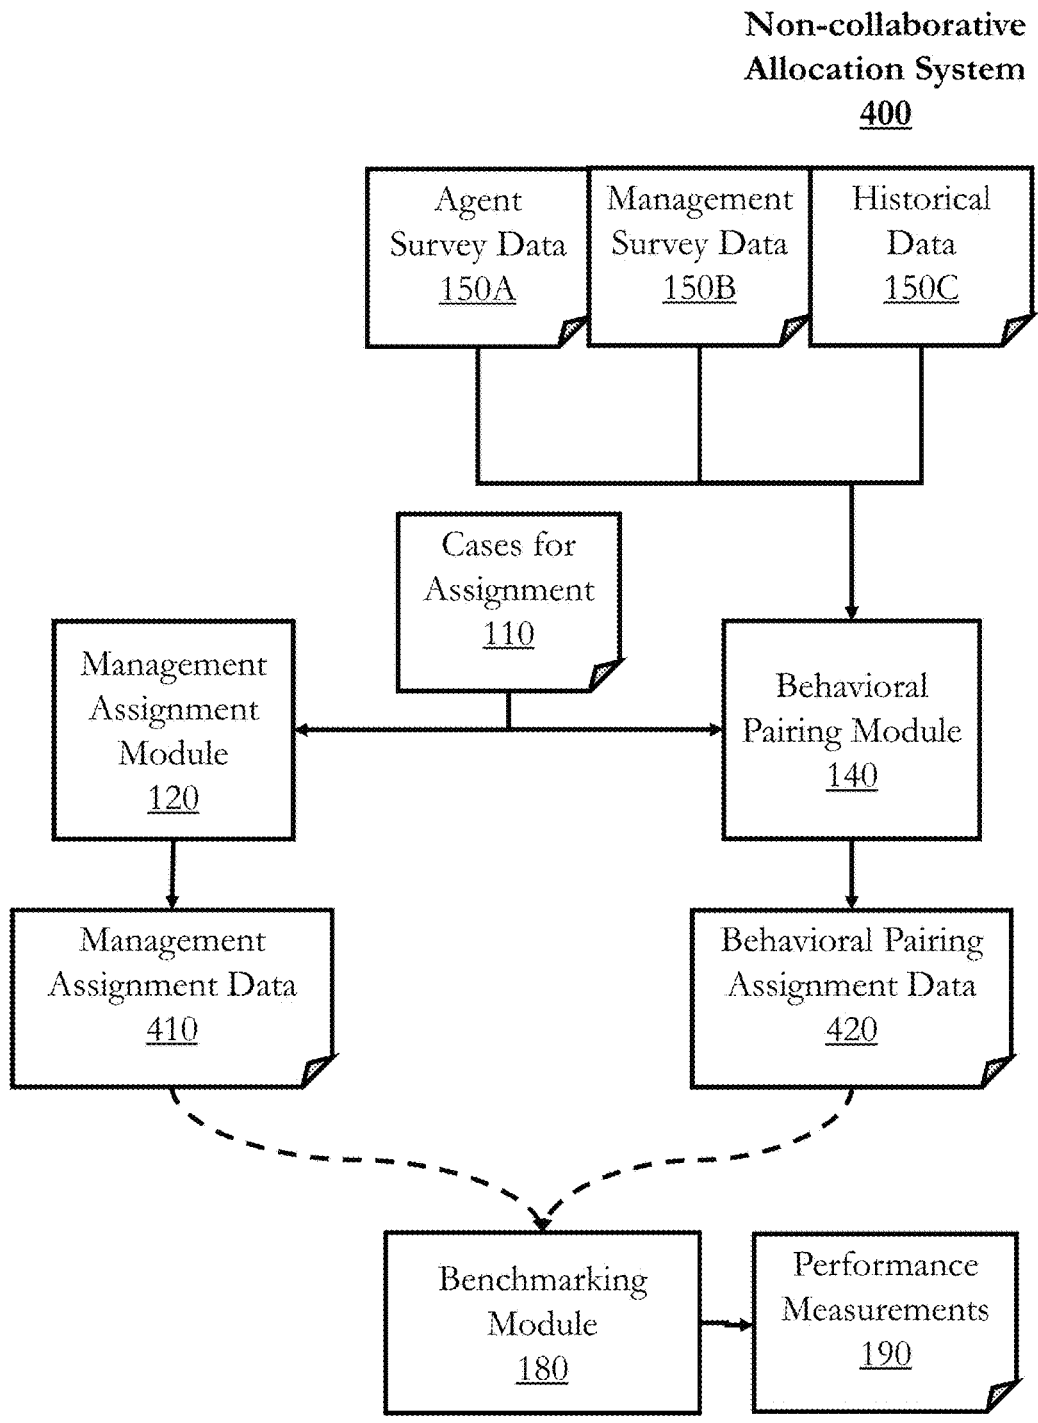 Non-collaborative
Allocation System
400
Agent
Survey Data
150A
Management
Survey Data
150B
Historical
Data
150C
Cases for
Assignment
110
Management
Assignment
Module
120
Behavioral
Pairing Module
140
Management
Assignment Data
410
Behavioral Pairing
Assignment Data
420
Benchmarking
Module
180
Performance
Measurements
190